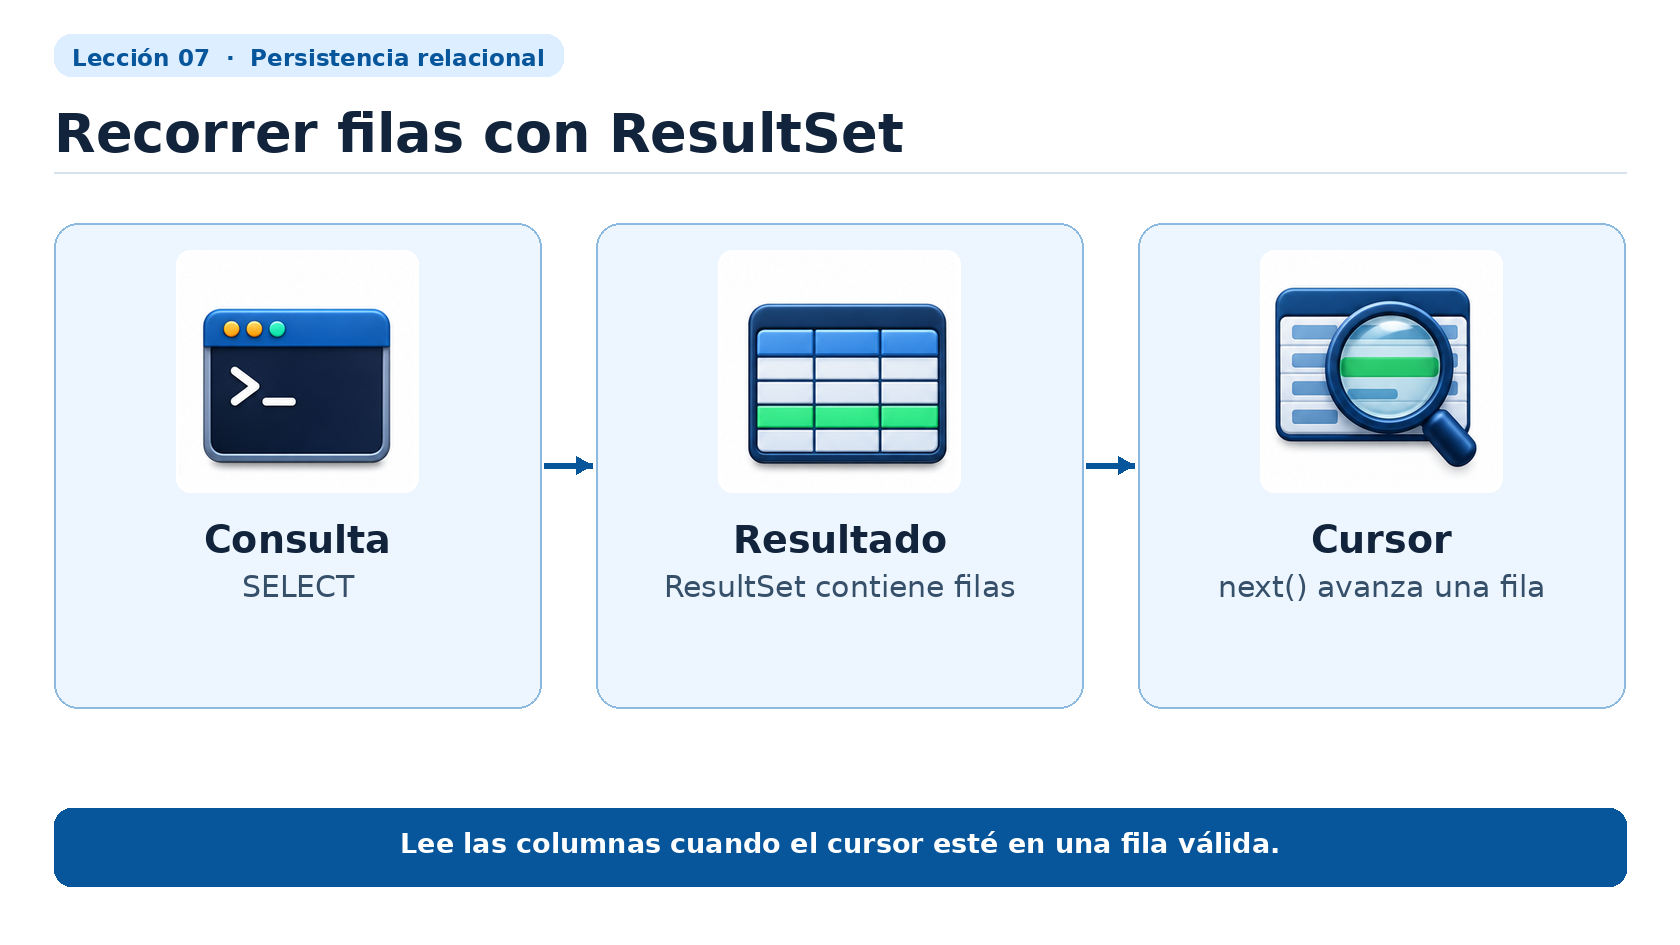 Lección 07 · Persistencia relacional
Recorrer filas con ResultSet
>_
Consulta
SELECT
Resultado
ResultSet contiene filas
Cursor
next() avanza una fila
Lee las columnas cuando el cursor esté en una fila válida.